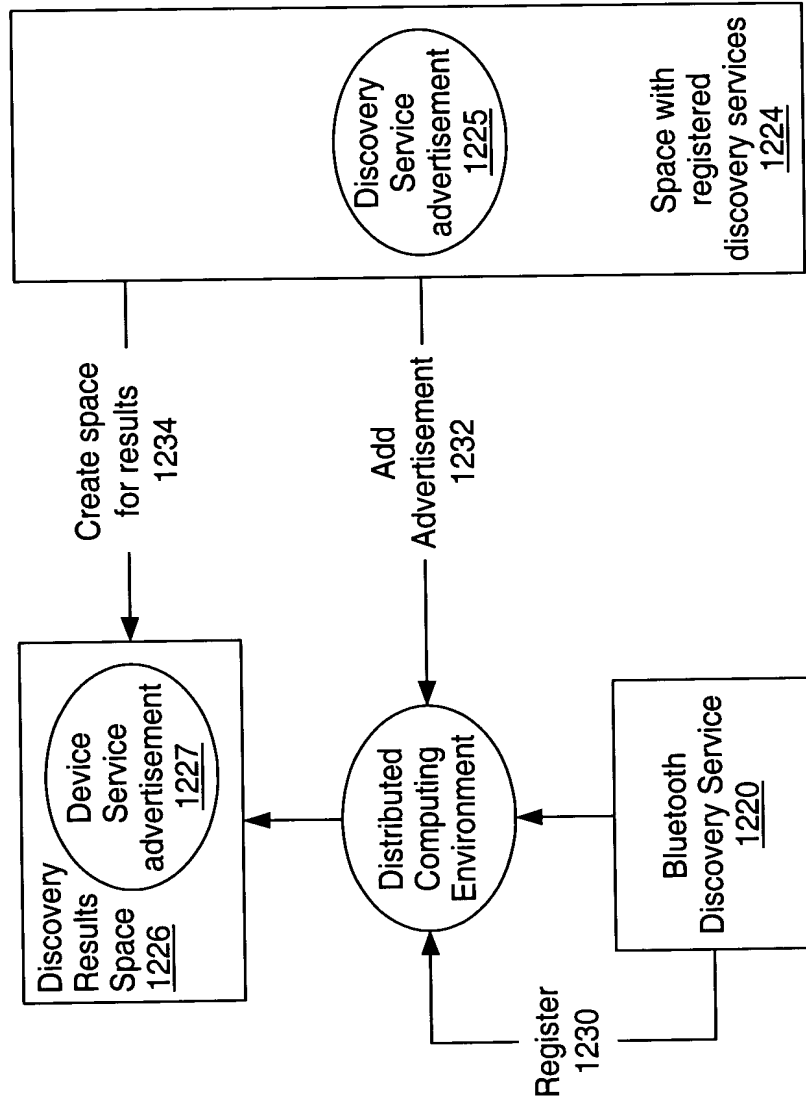 Discovery
Results
Space
1226
Device
Service
advertisement
1227
Create space
for results
1234
Discovery
Service
advertisement
1225
Distributed
Computing
Environment
Add
Advertisement
1232
Register
1230
Bluetooth
Discovery Service
1220
Space with
registered
discovery services
1224